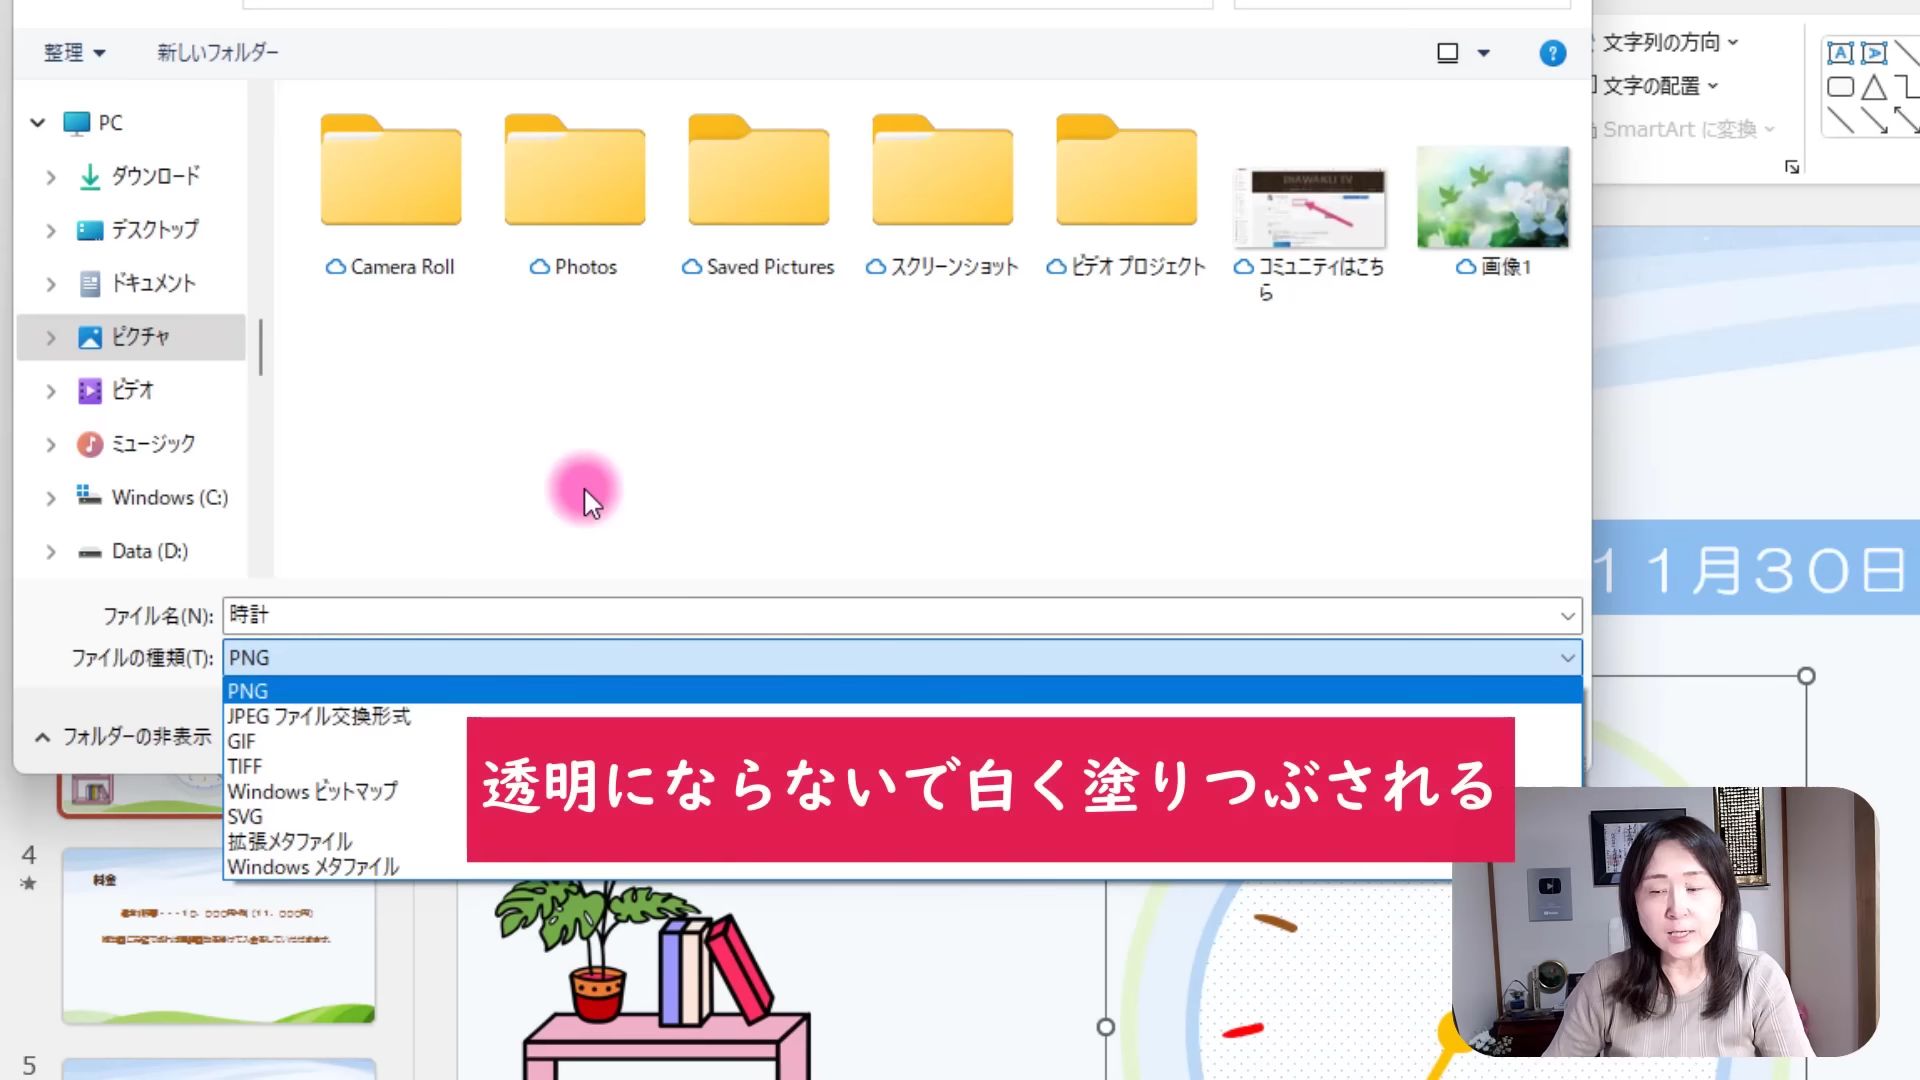 整理
新しいフォルダー
文字列の方向
文字の配置
SmartArt に変換
PC
ダウンロード
デスクトップ
ドキュメント
ピクチャ
ビデオ
ミュージック
Windows (C:)
Data (D:)
Camera Roll
Photos
Saved Pictures
スクリーンショット
ビデオ プロジェクト
コミュニティはこち
ら
画像1
11月30日
ファイル名(N):
時計
ファイルの種類(T):
PNG
PNG
JPEG ファイル交換形式
GIF
TIFF
Windows ビットマップ
SVG
拡張メタファイル
Windows メタファイル
フォルダーの非表示
透明にならないで白く塗りつぶされる
4
料金
5